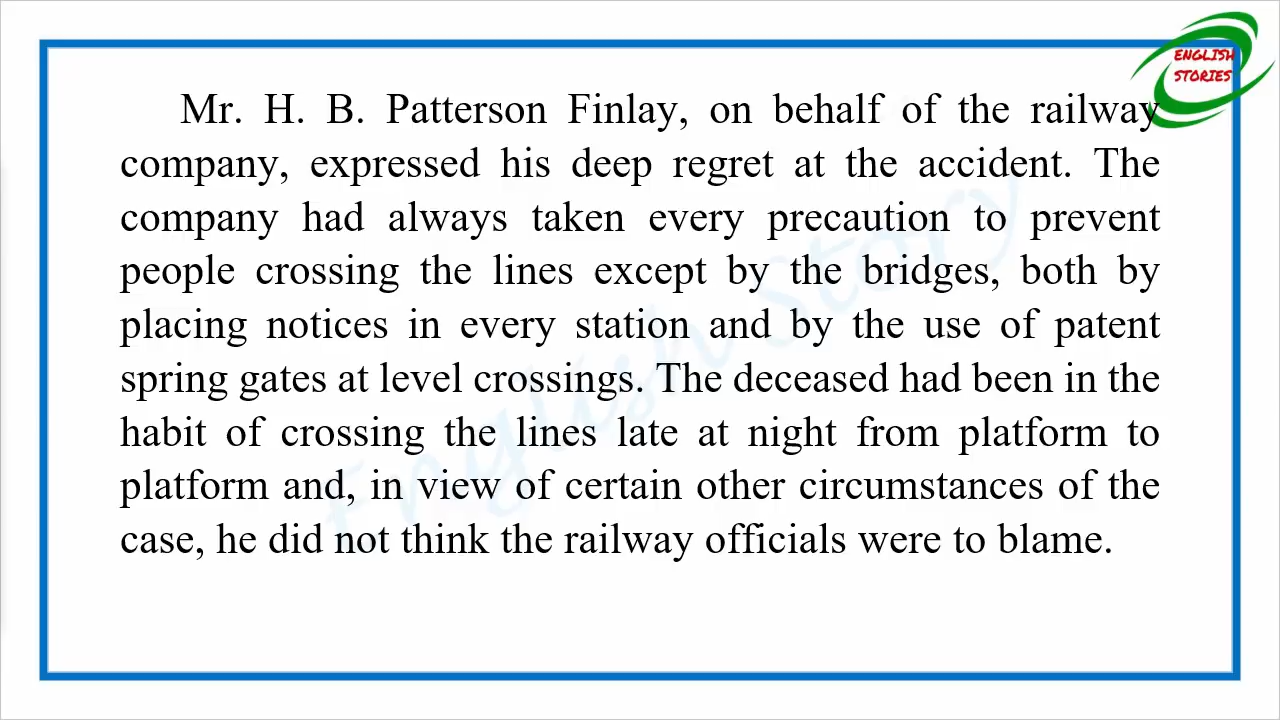 ENGLISH
STORIES
Mr. H. B. Patterson Finlay, on behalf of the railway
company, expressed his deep regret at the accident. The
company had always taken every precaution to prevent
people crossing the lines except by the bridges, both by
placing notices in every station and by the use of patent
spring gates at level crossings. The deceased had been in the
habit of crossing the lines late at night from platform to
platform and, in view of certain other circumstances of the
case, he did not think the railway officials were to blame.
English Story